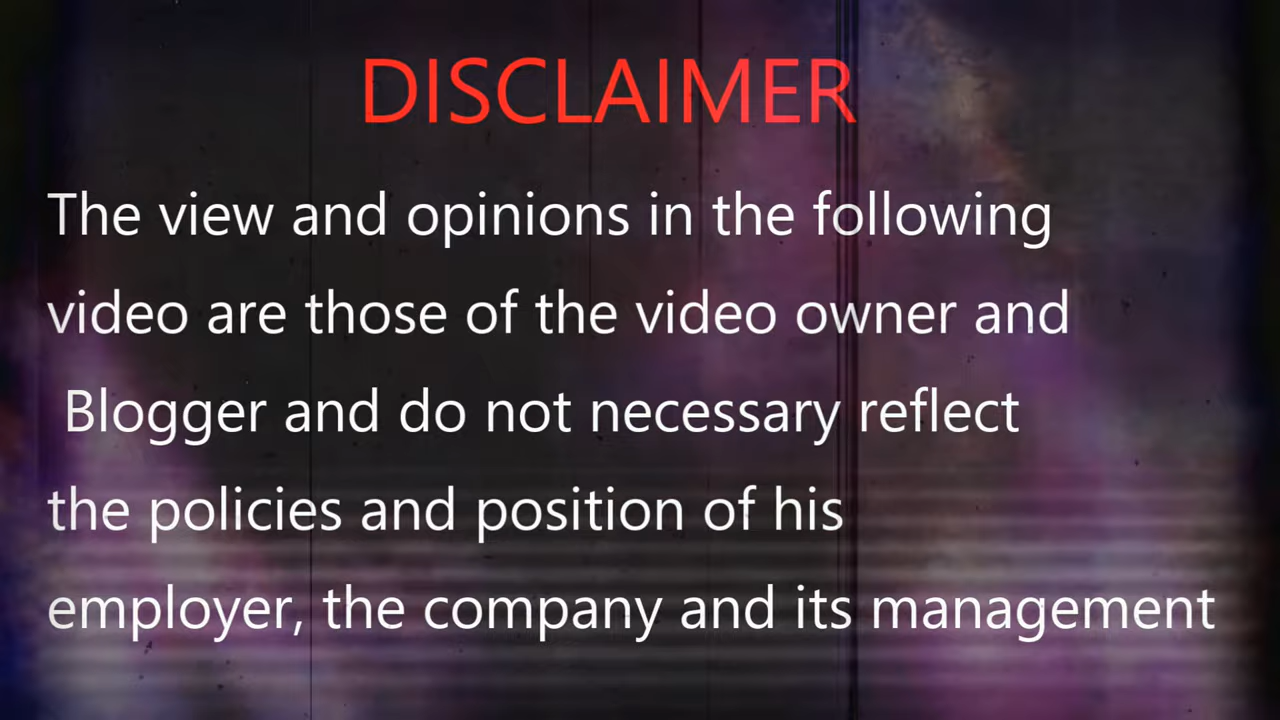 DISCLAIMER
The view and opinions in the following
video are those of the video owner and
Blogger and do not necessary reflect
the policies and position of his
employer, the company and its management